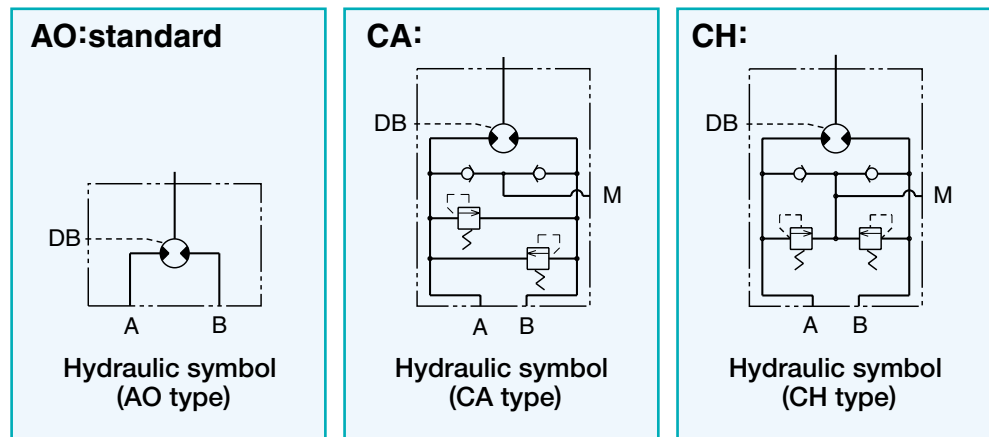 AO:standard
DB
A B
Hydraulic symbol
(AO type)
CA:
DB
M
A B
Hydraulic symbol
(CA type)
CH:
DB
M
A B
Hydraulic symbol
(CH type)